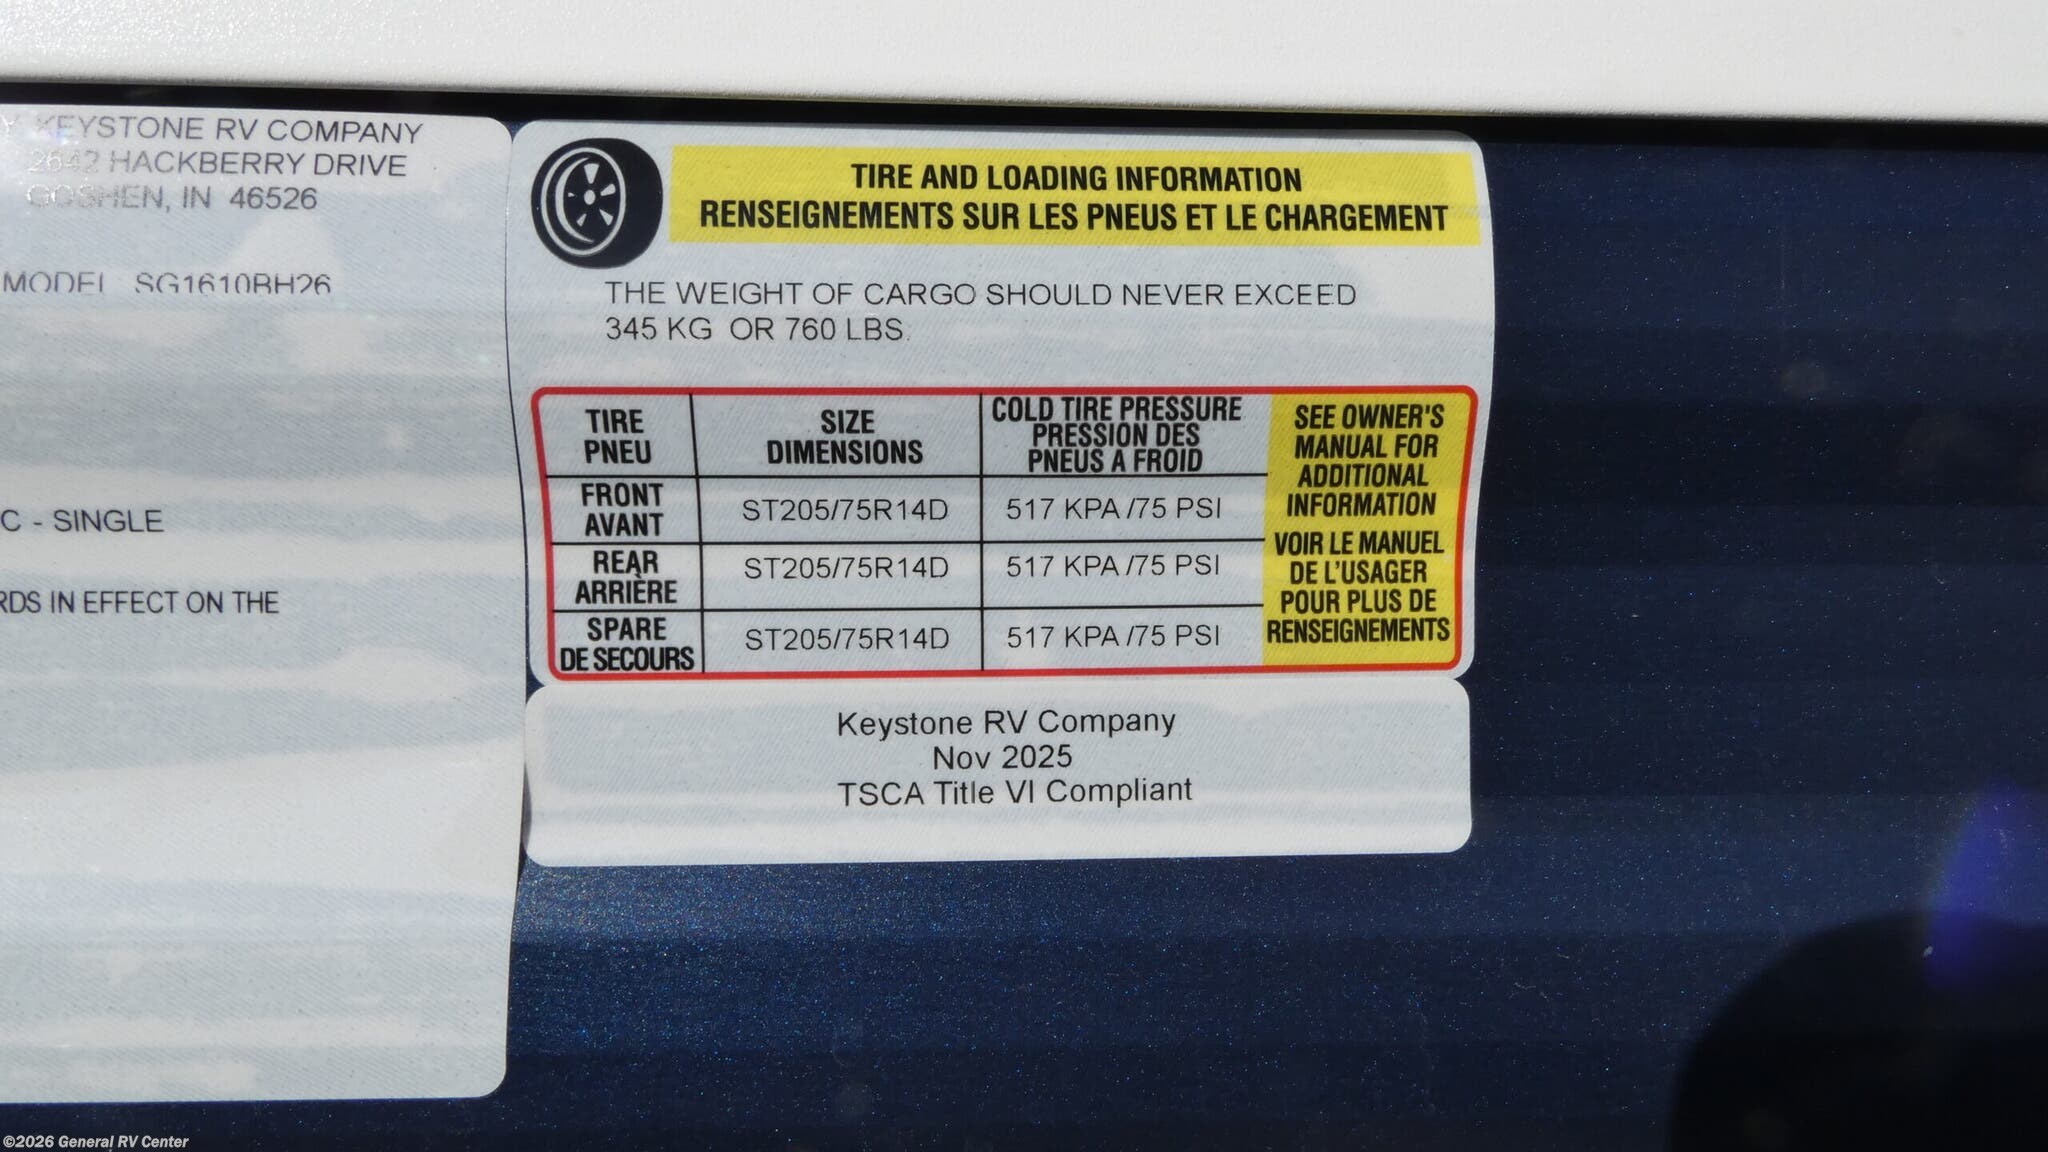 KEYSTONE RV COMPANY
2642 HACKBERRY DRIVE
GOSHEN, IN 46526
MODEL SG1610BH26
C - SINGLE
RDS IN EFFECT ON THE
TIRE AND LOADING INFORMATION
RENSEIGNEMENTS SUR LES PNEUS ET LE CHARGEMENT
THE WEIGHT OF CARGO SHOULD NEVER EXCEED
345 KG OR 760 LBS.
TIRE
PNEU
SIZE
DIMENSIONS
COLD TIRE PRESSURE
PRESSION DES
PNEUS A FROID
FRONT
AVANT
ST205/75R14D
517 KPA /75 PSI
REAR
ARRIÈRE
ST205/75R14D
517 KPA /75 PSI
SPARE
DE SECOURS
ST205/75R14D
517 KPA /75 PSI
SEE OWNER'S
MANUAL FOR
ADDITIONAL
INFORMATION
VOIR LE MANUEL
DE L'USAGER
POUR PLUS DE
RENSEIGNEMENTS
Keystone RV Company
Nov 2025
TSCA Title VI Compliant
©2026 General RV Center